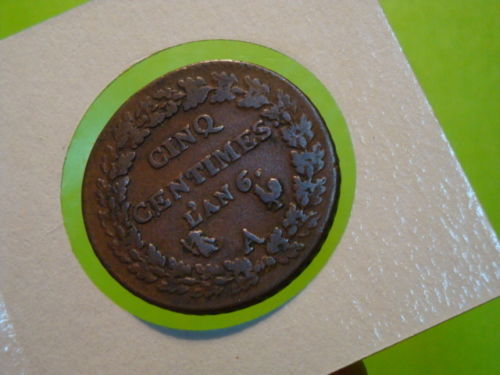 CINQ
CENTIMES.
L'AN 6.
A